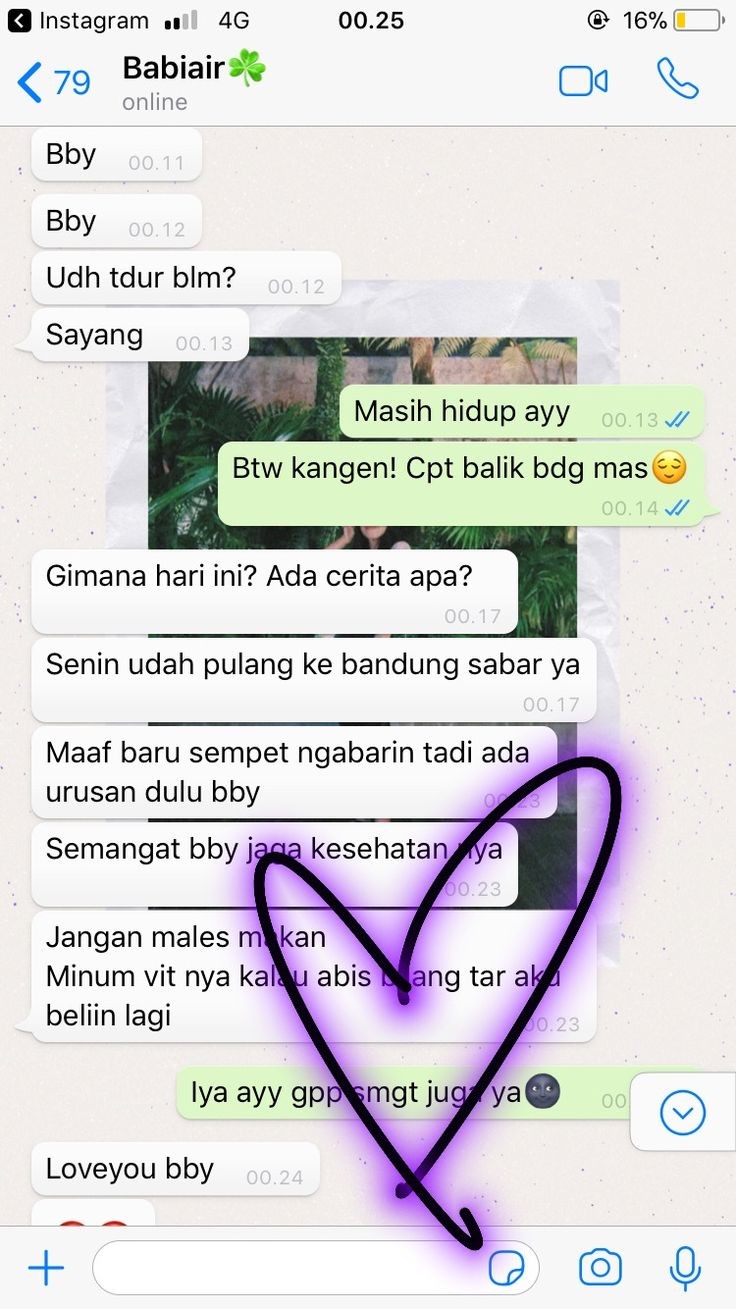 Instagram 4G 00.25 16%
79 Babiair☘️
online
Bby 00.11
Bby 00.12
Udh tdur blm? 00.12
Sayang 00.13
Masih hidup ayy 00.13
Btw kangen! Cpt balik bdg mas😌
00.14
Gimana hari ini? Ada cerita apa?
00.17
Senin udah pulang ke bandung sabar ya
00.17
Maaf baru sempet ngabarin tadi ada
urusan dulu bby
00.23
Semangat bby jaga kesehatan nya
00.23
Jangan males makan
Minum vit nya kalau abis bilang tar aku
beliin lagi
00.23
Iya ayy gpp smgt juga ya🌚 00
Loveyou bby 00.24